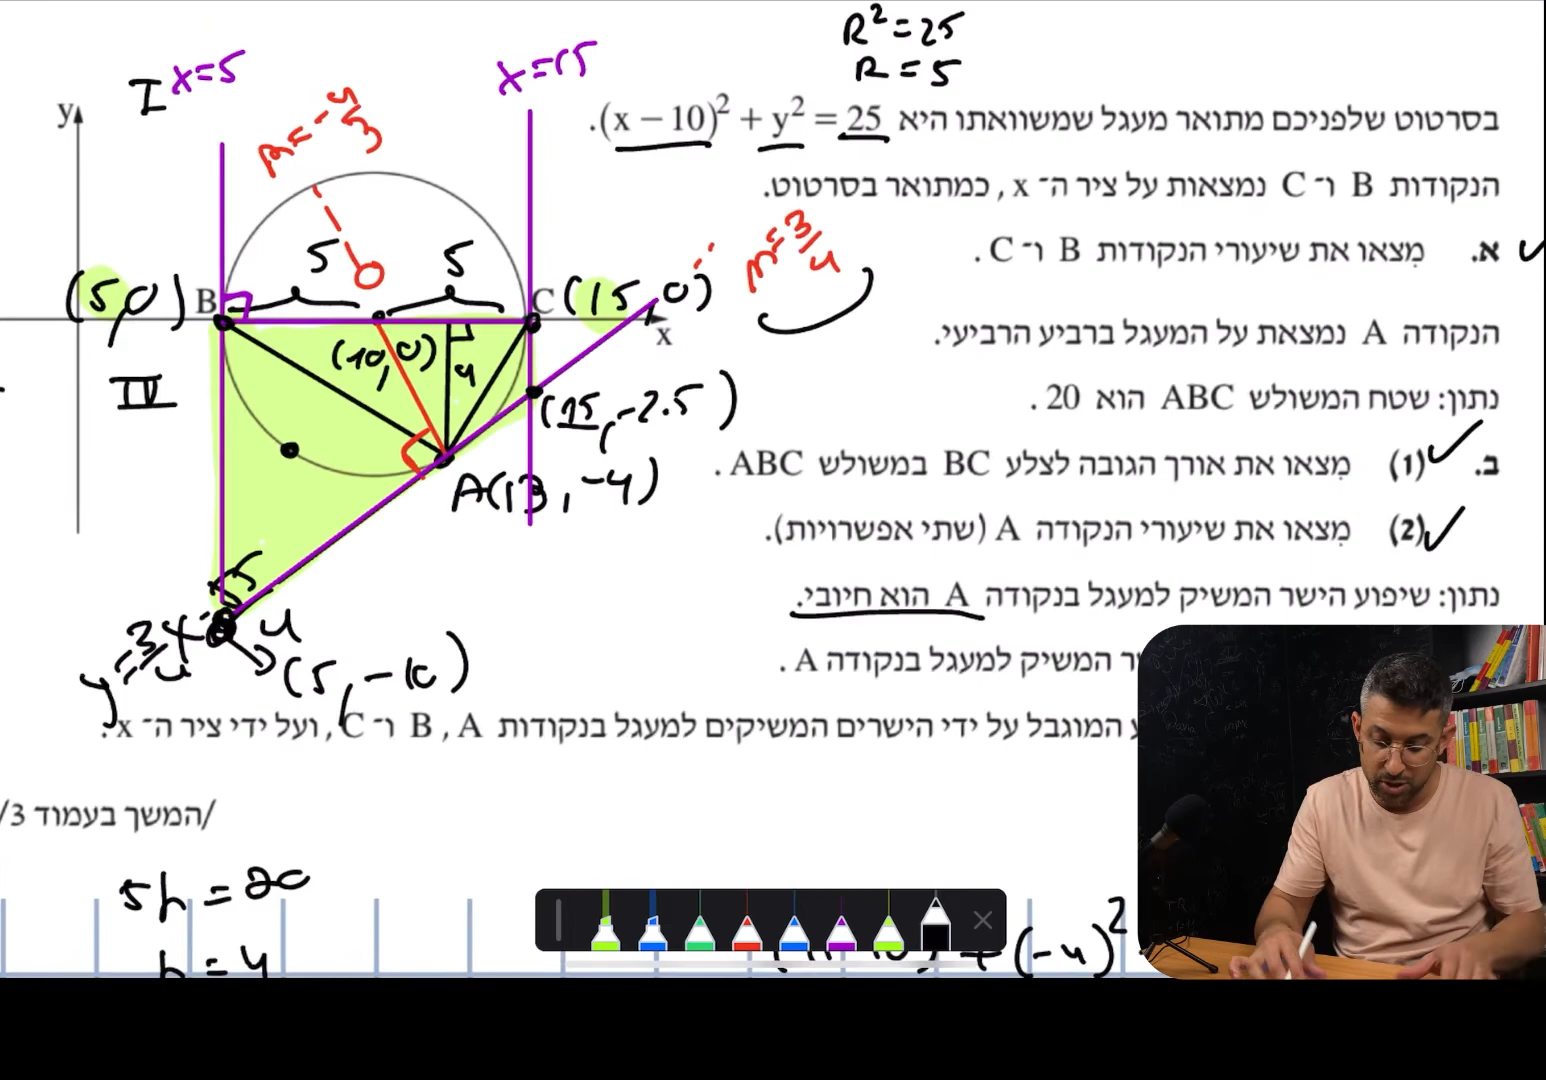 R² = 25
R = 5
I x=5
x=15
y
m=-4/3
בסרטוט שלפניכם מתואר מעגל שמשוואתו היא (x − 10)² + y² = 25.
הנקודות B ו־ C נמצאות על ציר ה־ x, כמתואר בסרטוט.
5 5
m=3/4
א. מִצאו את שיעורי הנקודות B ו־ C.
(5,0) B C (15,0)
x
הנקודה A נמצאת על המעגל ברביע הרביעי.
(10,0) 4
IV
(15,-2.5)
נתון: שטח המשולש ABC הוא 20.
ב. (1) מִצאו את אורך הגובה לצלע BC במשולש ABC.
A(13,-4)
(2) מִצאו את שיעורי הנקודה A (שתי אפשרויות).
נתון: שיפוע הישר המשיק למעגל בנקודה A הוא חיובי.
(5,-10)
המשיק למעגל בנקודה A.
המוגבל על ידי הישרים המשיקים למעגל בנקודות A, B ו־ C, ועל ידי ציר ה־ x.
/המשך בעמוד 3/
5h = 20
h = 4
+ (-4)²